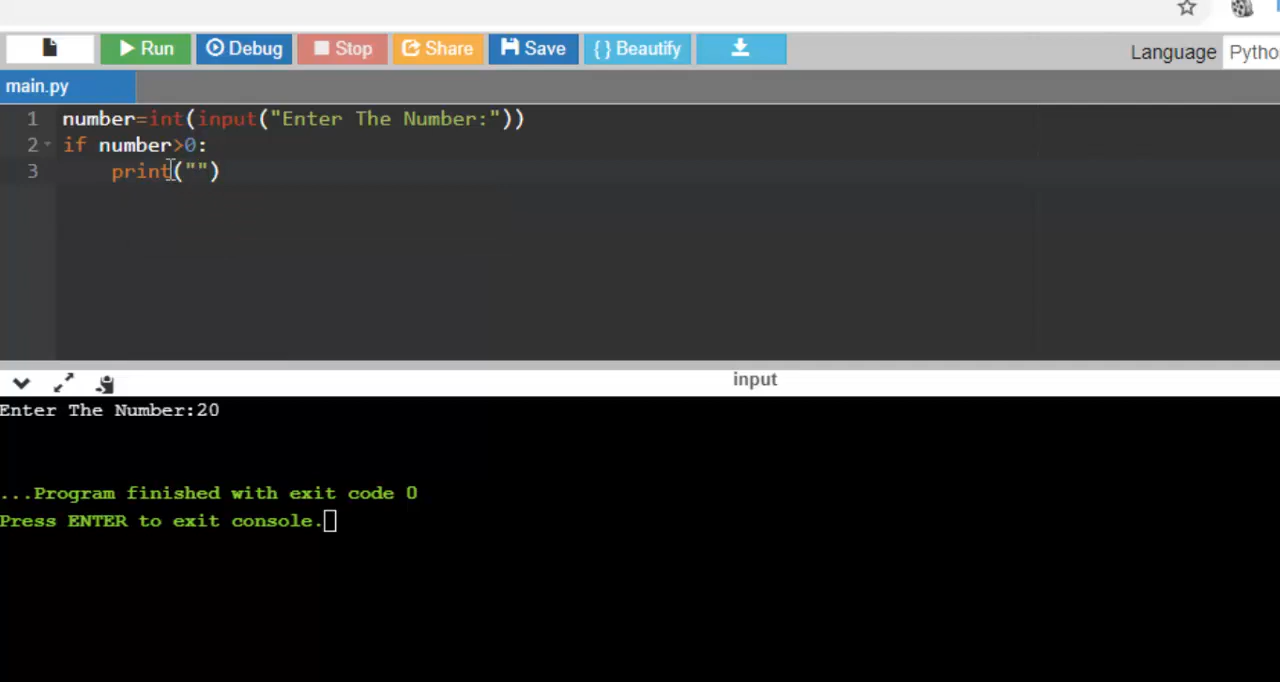 Run Debug Stop Share Save { } Beautify
Language Pytho
main.py
1 number=int(input("Enter The Number:"))
2 if number>0:
3 print("")
input
Enter The Number:20
...Program finished with exit code 0
Press ENTER to exit console.